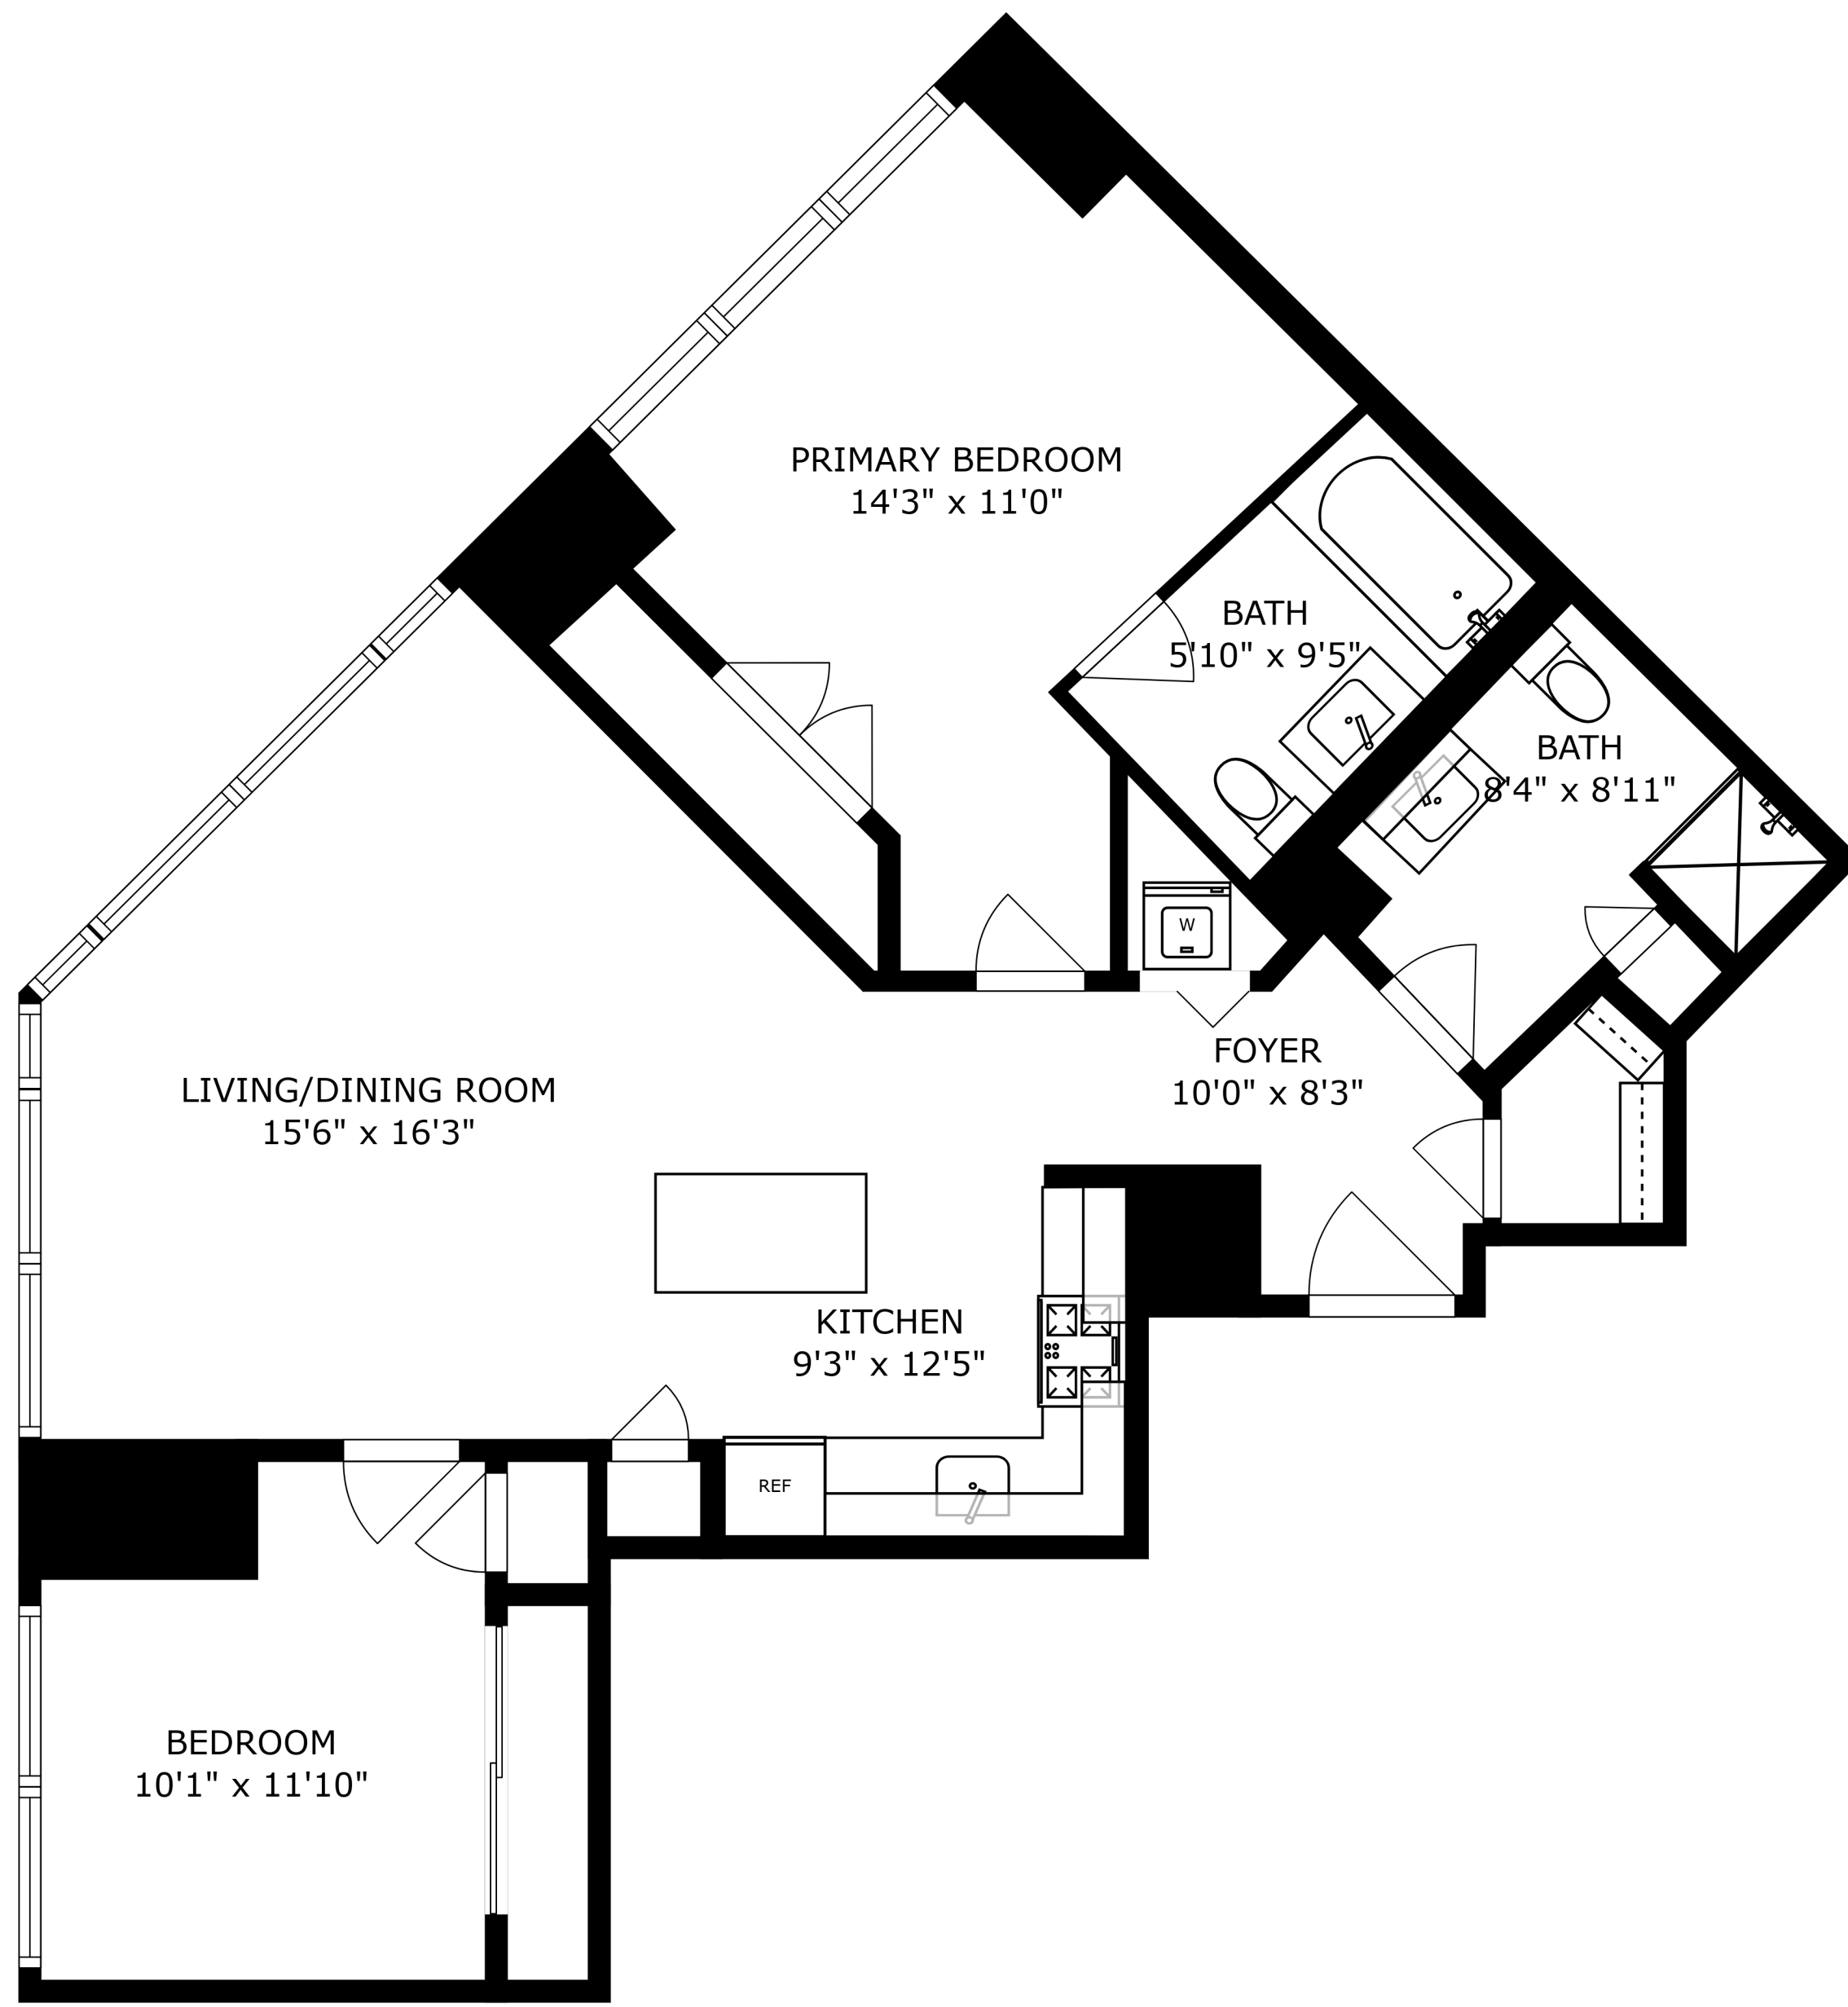 PRIMARY BEDROOM
14'3" x 11'0"
BATH
5'10" x 9'5"
BATH
8'4" x 8'11"
W
FOYER
10'0" x 8'3"
LIVING/DINING ROOM
15'6" x 16'3"
KITCHEN
9'3" x 12'5"
REF
BEDROOM
10'1" x 11'10"